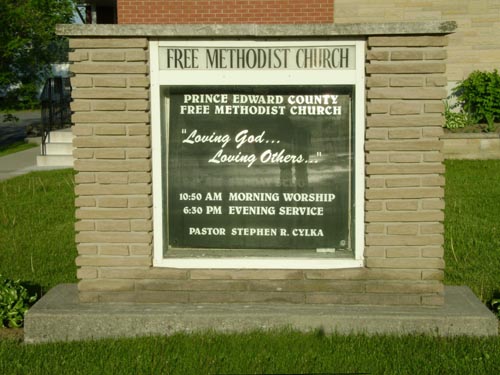 FREE METHODIST CHURCH
PRINCE EDWARD COUNTY
FREE METHODIST CHURCH
"Loving God...
Loving Others..."
10:50 AM MORNING WORSHIP
6:30 PM EVENING SERVICE
PASTOR STEPHEN R. CYLKA